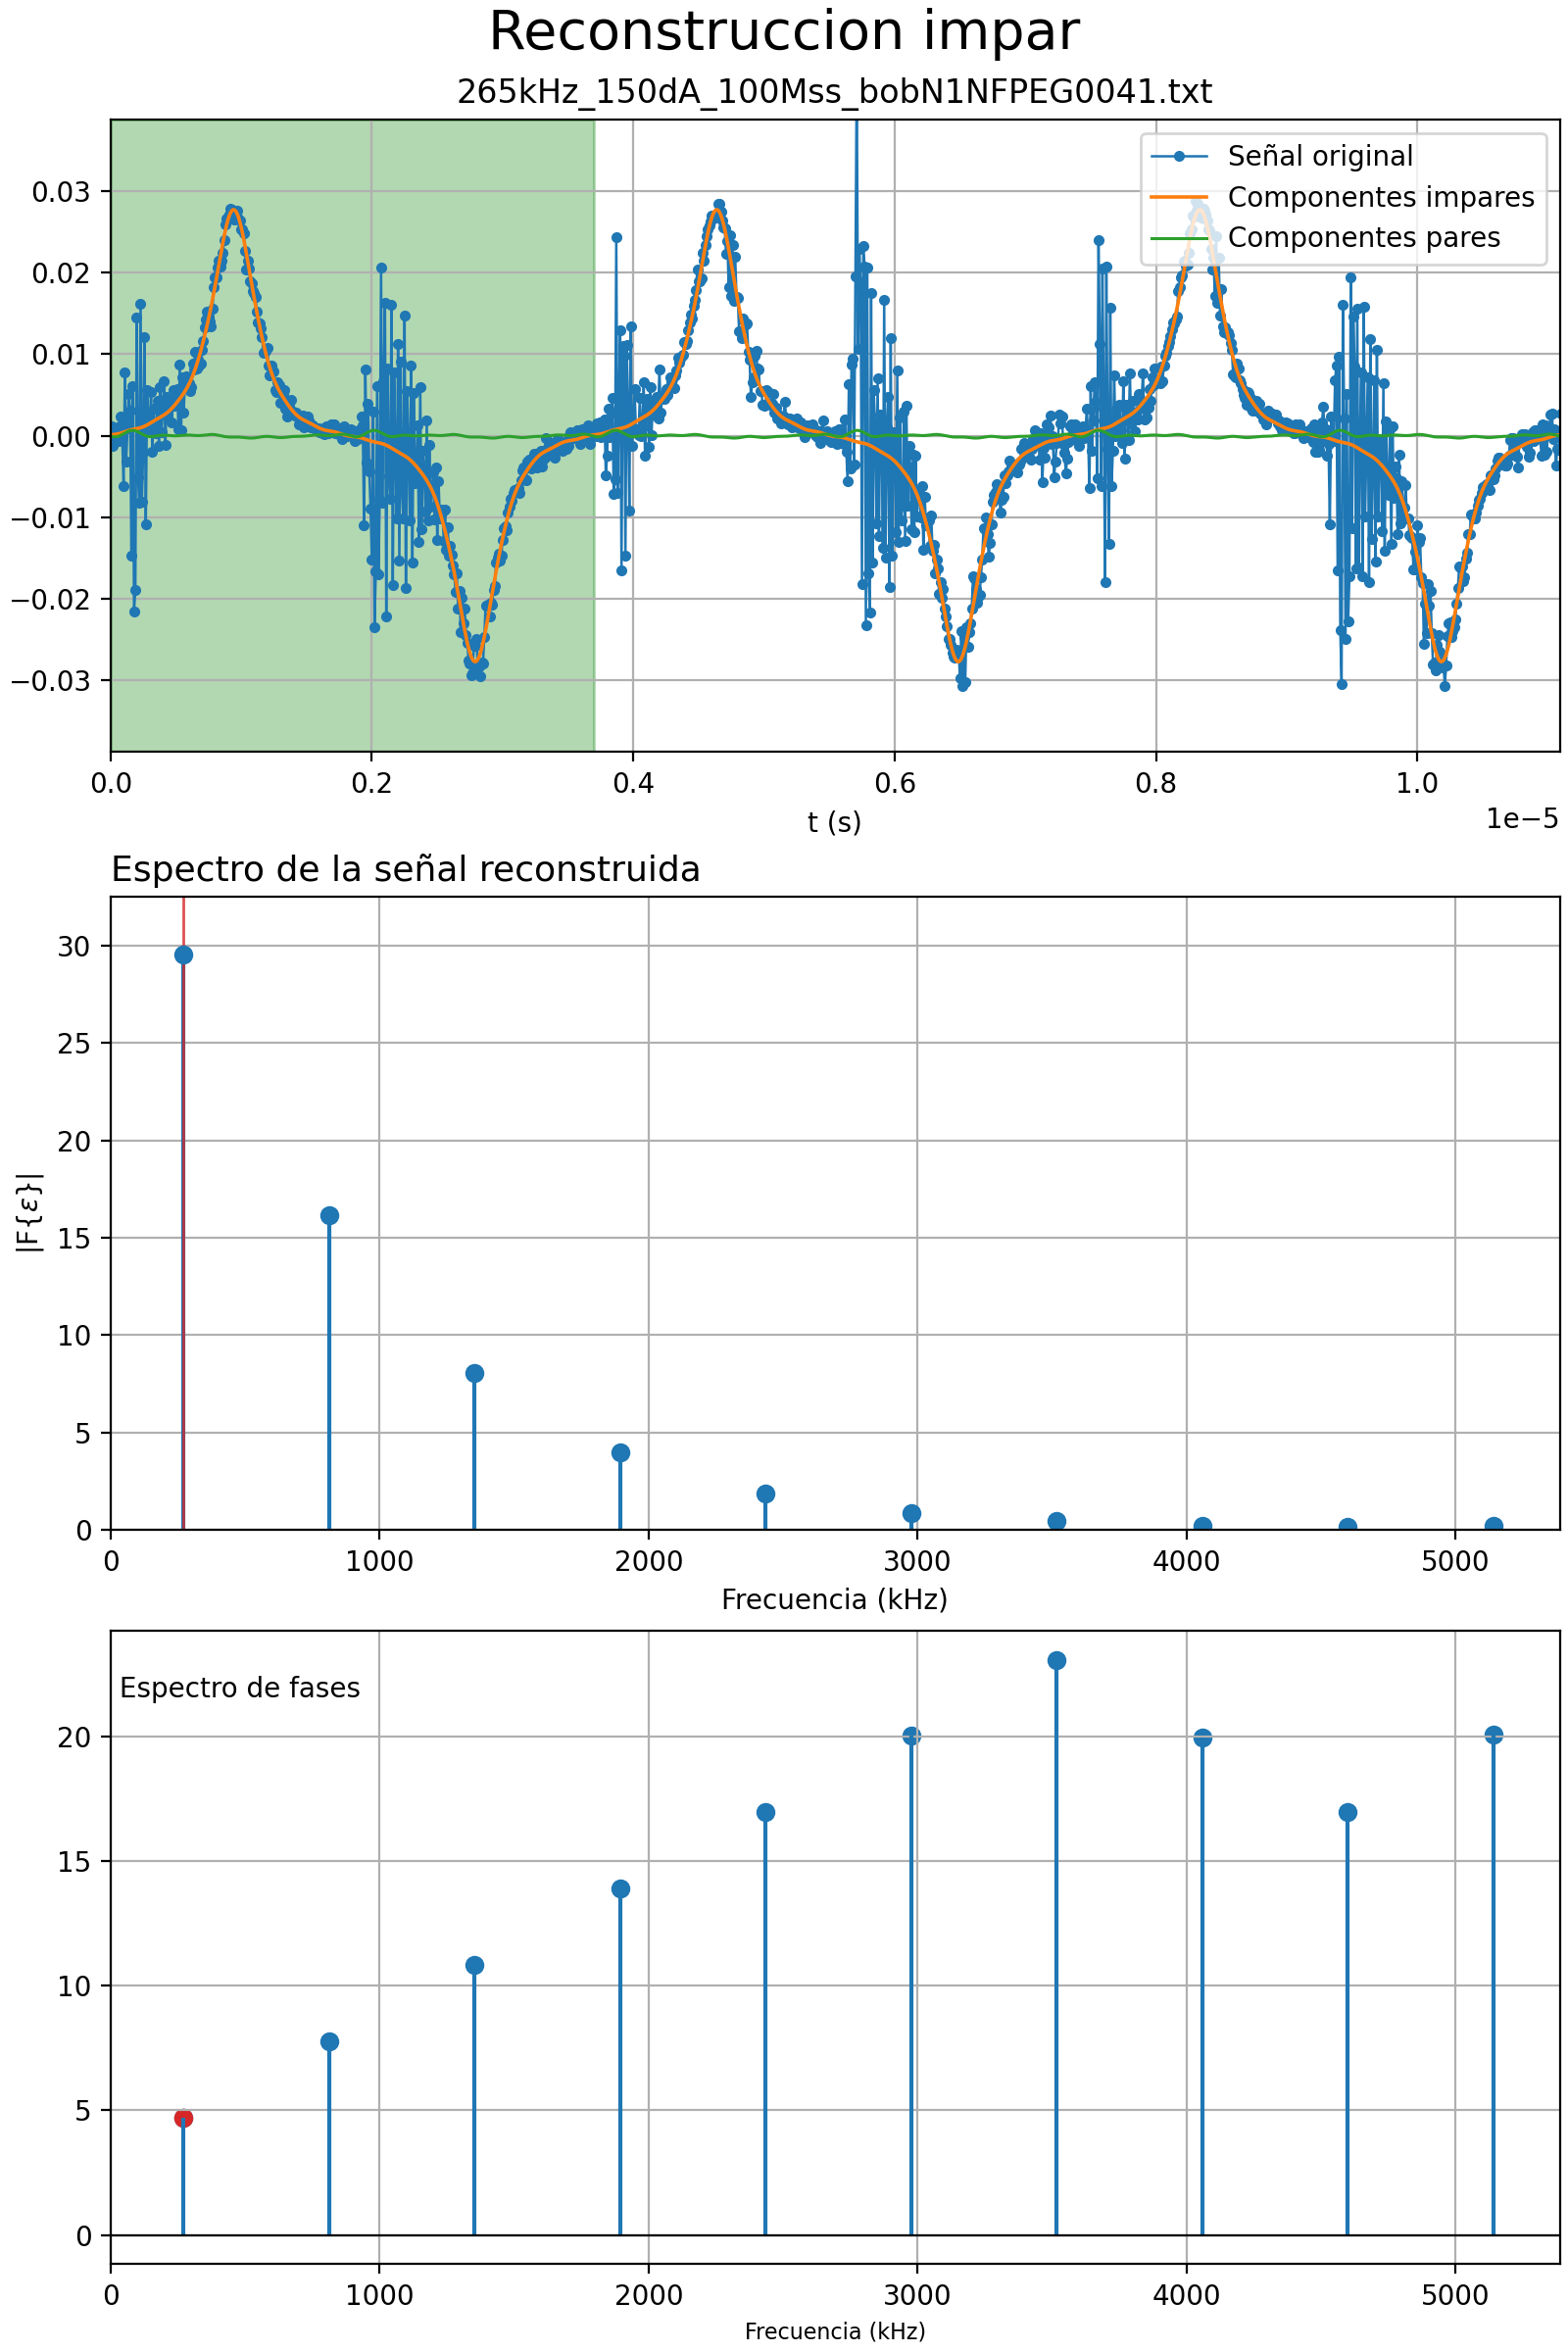 Reconstruccion impar
265kHz_150dA_100Mss_bobN1NFPEG0041.txt
Señal original
Componentes impares
Componentes pares
0.03
0.02
0.01
0.00
−0.01
−0.02
−0.03
0.0 0.2 0.4 0.6 0.8 1.0
1e−5
t (s)
Espectro de la señal reconstruida
|F{ε}|
30
25
20
15
10
5
0
0 1000 2000 3000 4000 5000
Frecuencia (kHz)
Espectro de fases
20
15
10
5
0
0 1000 2000 3000 4000 5000
Frecuencia (kHz)